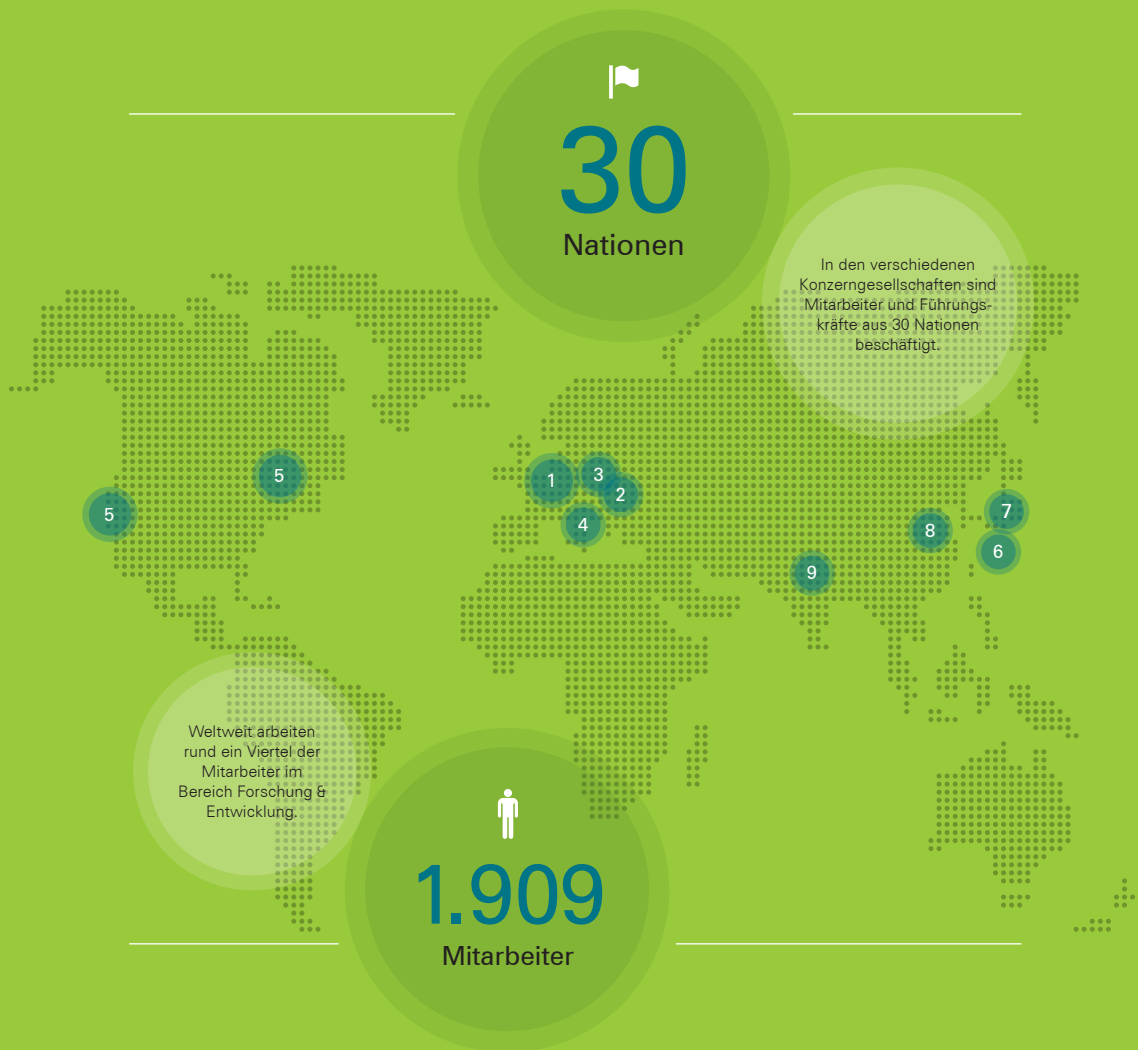 30
Nationen
In den verschiedenen
Konzerngesellschaften sind
Mitarbeiter und Führungs-
kräfte aus 30 Nationen
beschäftigt.
5
5
1
3
2
4
7
8
6
9
Weltweit arbeiten
rund ein Viertel der
Mitarbeiter im
Bereich Forschung &
Entwicklung.
1.909
Mitarbeiter